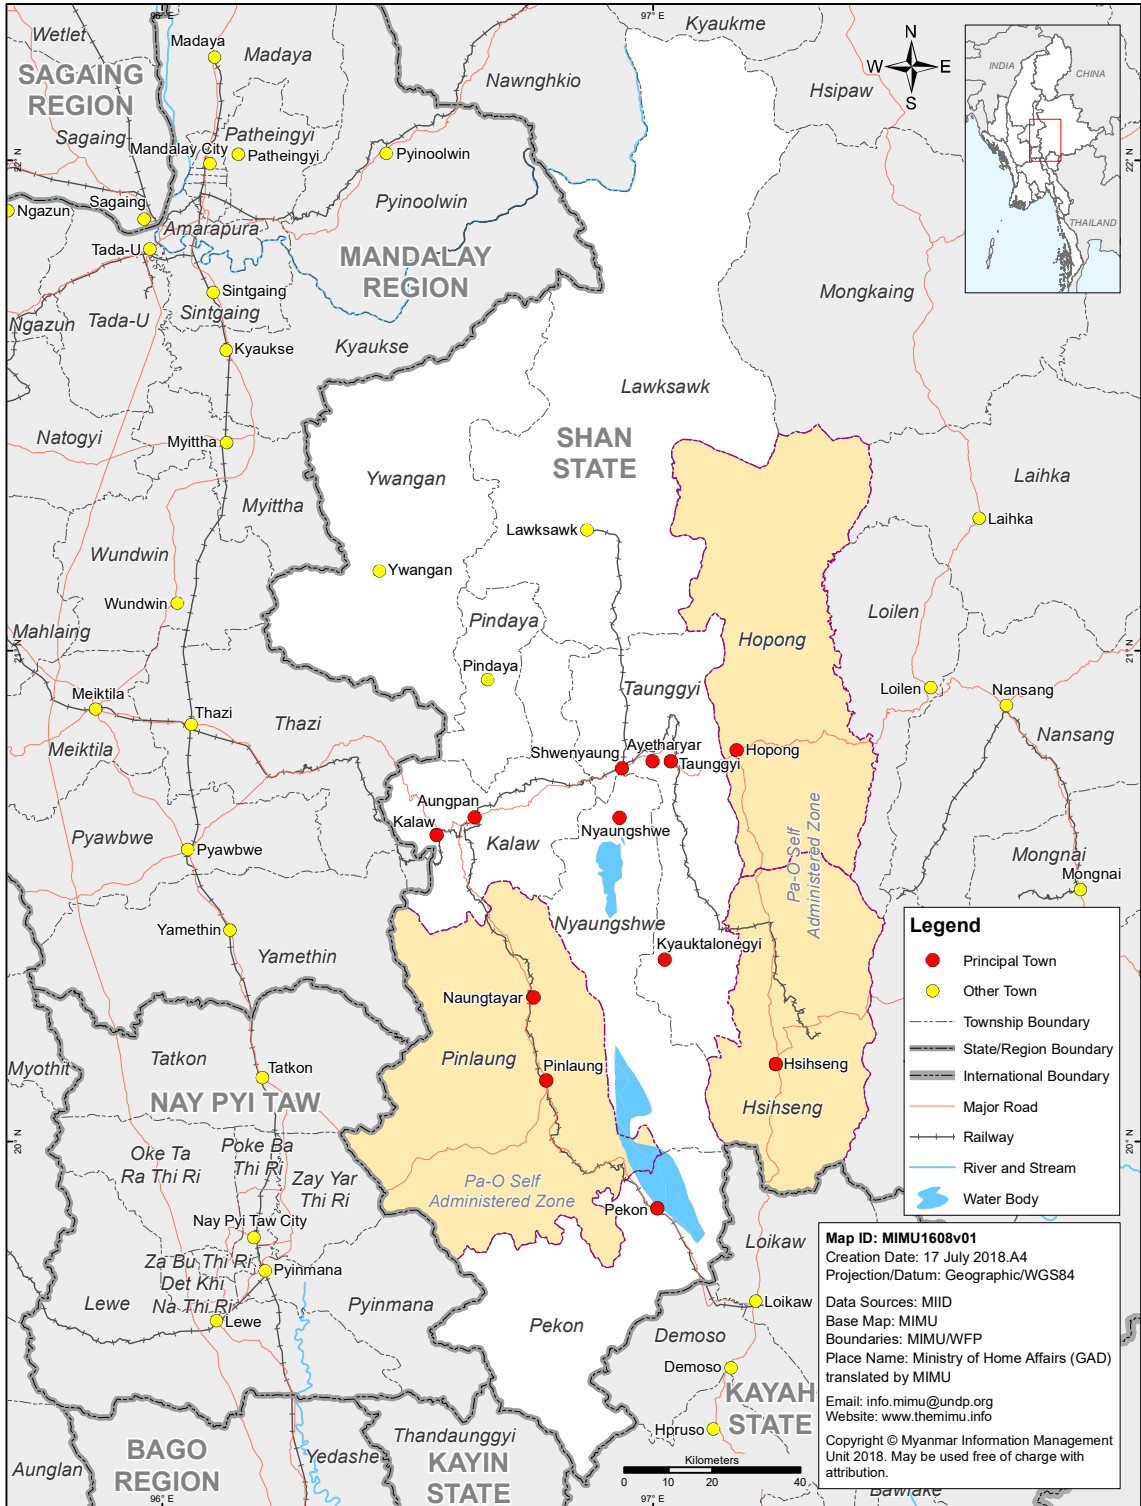 96° E
97° E
Wetlet
Madaya
Madaya
Kyaukme
N
W
E
S
INDIA
CHINA
THAILAND
SAGAING
REGION
Nawnghkio
Hsipaw
Sagaing
Patheingyi
Mandalay City
Patheingyi
Pyinoolwin
22° N
22° N
Ngazun
Sagaing
Pyinoolwin
Amarapura
Tada-U
MANDALAY
REGION
Sintgaing
Sintgaing
Mongkaing
Ngazun
Tada-U
Kyaukse
Kyaukse
Lawksawk
Natogyi
Myittha
SHAN
STATE
Ywangan
Laihka
Myittha
Laihka
Lawksawk
Wundwin
Ywangan
Wundwin
Loilen
Pindaya
Mahlaing
Hopong
21° N
21° N
Pindaya
Taunggyi
Loilen
Nansang
Meiktila
Thazi
Thazi
Nansang
Meiktila
Ayetharyar
Hopong
Shwenyaung
Taunggyi
Aungpan
Kalaw
Nyaungshwe
Pyawbwe
Kalaw
Pyawbwe
Pa-O Self
Administered Zone
Mongnai
Mongnai
Nyaungshwe
Yamethin
Yamethin
Kyauktalonegyi
Naungtayar
Legend
Principal Town
Other Town
Township Boundary
State/Region Boundary
International Boundary
Major Road
Railway
River and Stream
Water Body
Myothit
Tatkon
Tatkon
Pinlaung
Pinlaung
Hsihseng
Hsihseng
NAY PYI TAW
20° N
20° N
Oke Ta
Ra Thi Ri
Poke Ba
Thi Ri
Zay Yar
Thi Ri
Pa-O Self
Administered Zone
Pekon
Nay Pyi Taw City
Za Bu Thi Ri
Det Khi
Na Thi Ri
Pyinmana
Lewe
Lewe
Pyinmana
Pekon
Loikaw
Loikaw
Demoso
Demoso
KAYAH
STATE
Hpruso
Map ID: MIMU1608v01
Creation Date: 17 July 2018.A4
Projection/Datum: Geographic/WGS84
Data Sources: MIID
Base Map: MIMU
Boundaries: MIMU/WFP
Place Name: Ministry of Home Affairs (GAD)
translated by MIMU
Email: info.mimu@undp.org
Website: www.themimu.info
Copyright © Myanmar Information Management
Unit 2018. May be used free of charge with
attribution.
Bawlake
Aunglan
BAGO
REGION
Yedashe
Thandaunggyi
KAYIN
STATE
Kilometers
0 10 20 40
96° E
97° E